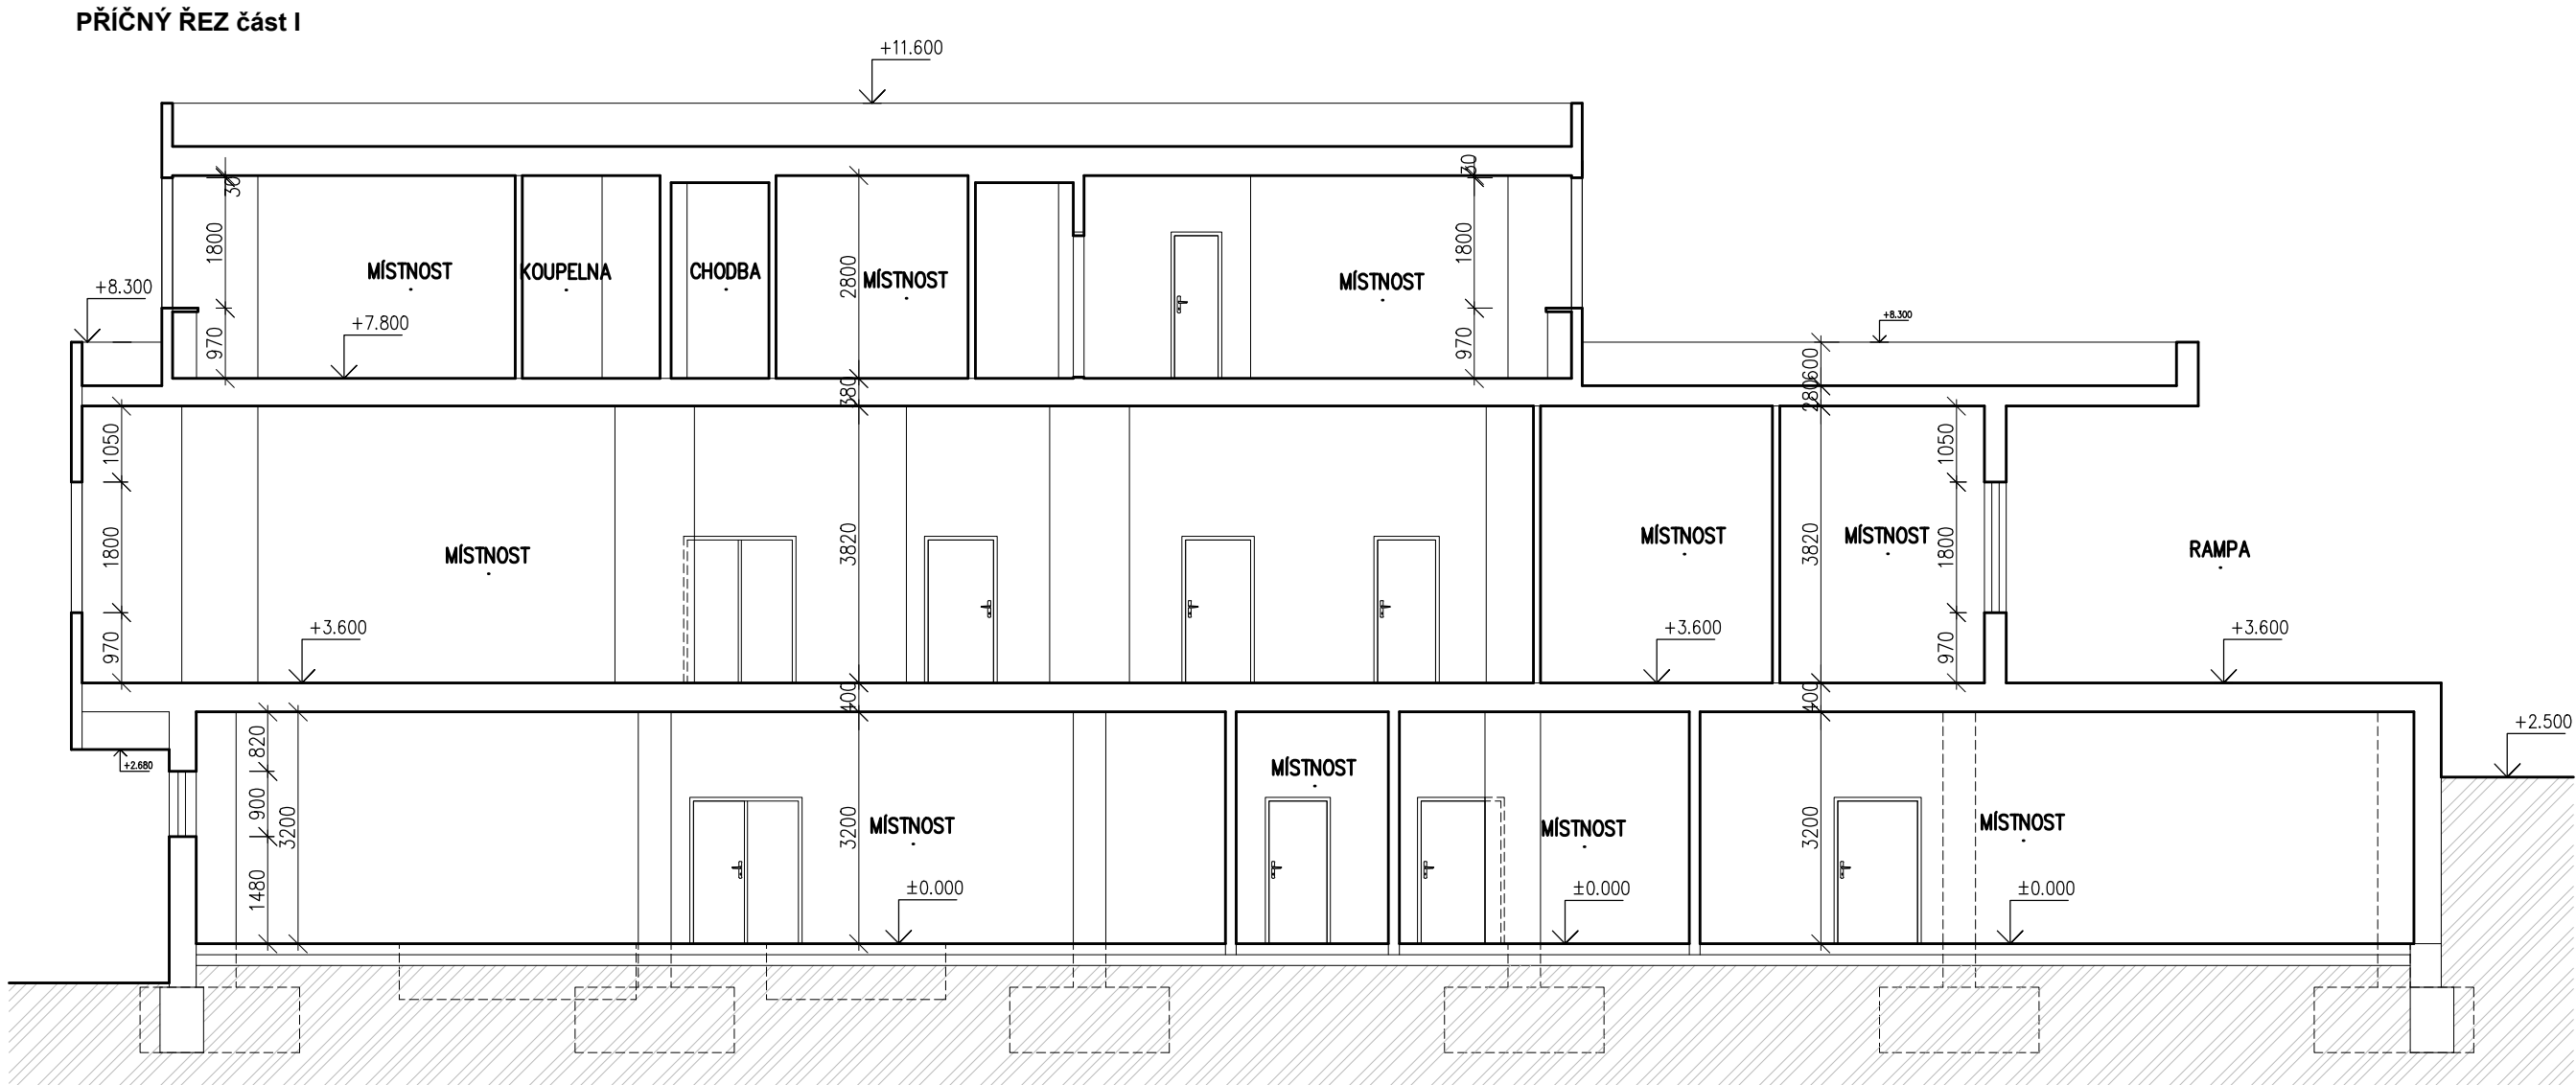 PŘÍČNÝ ŘEZ část I
+11.600
30
30
1800
1800
2800
MÍSTNOST
KOUPELNA
CHODBA
MÍSTNOST
MÍSTNOST
+8.300
+7.800
+8.300
970
970
600
380
280
1050
1050
1800
3820
3820
1800
MÍSTNOST
MÍSTNOST
MÍSTNOST
RAMPA
+3.600
+3.600
+3.600
970
970
400
400
+2.500
820
+2.680
MÍSTNOST
900
3200
3200
3200
MÍSTNOST
MÍSTNOST
MÍSTNOST
1480
±0.000
±0.000
±0.000